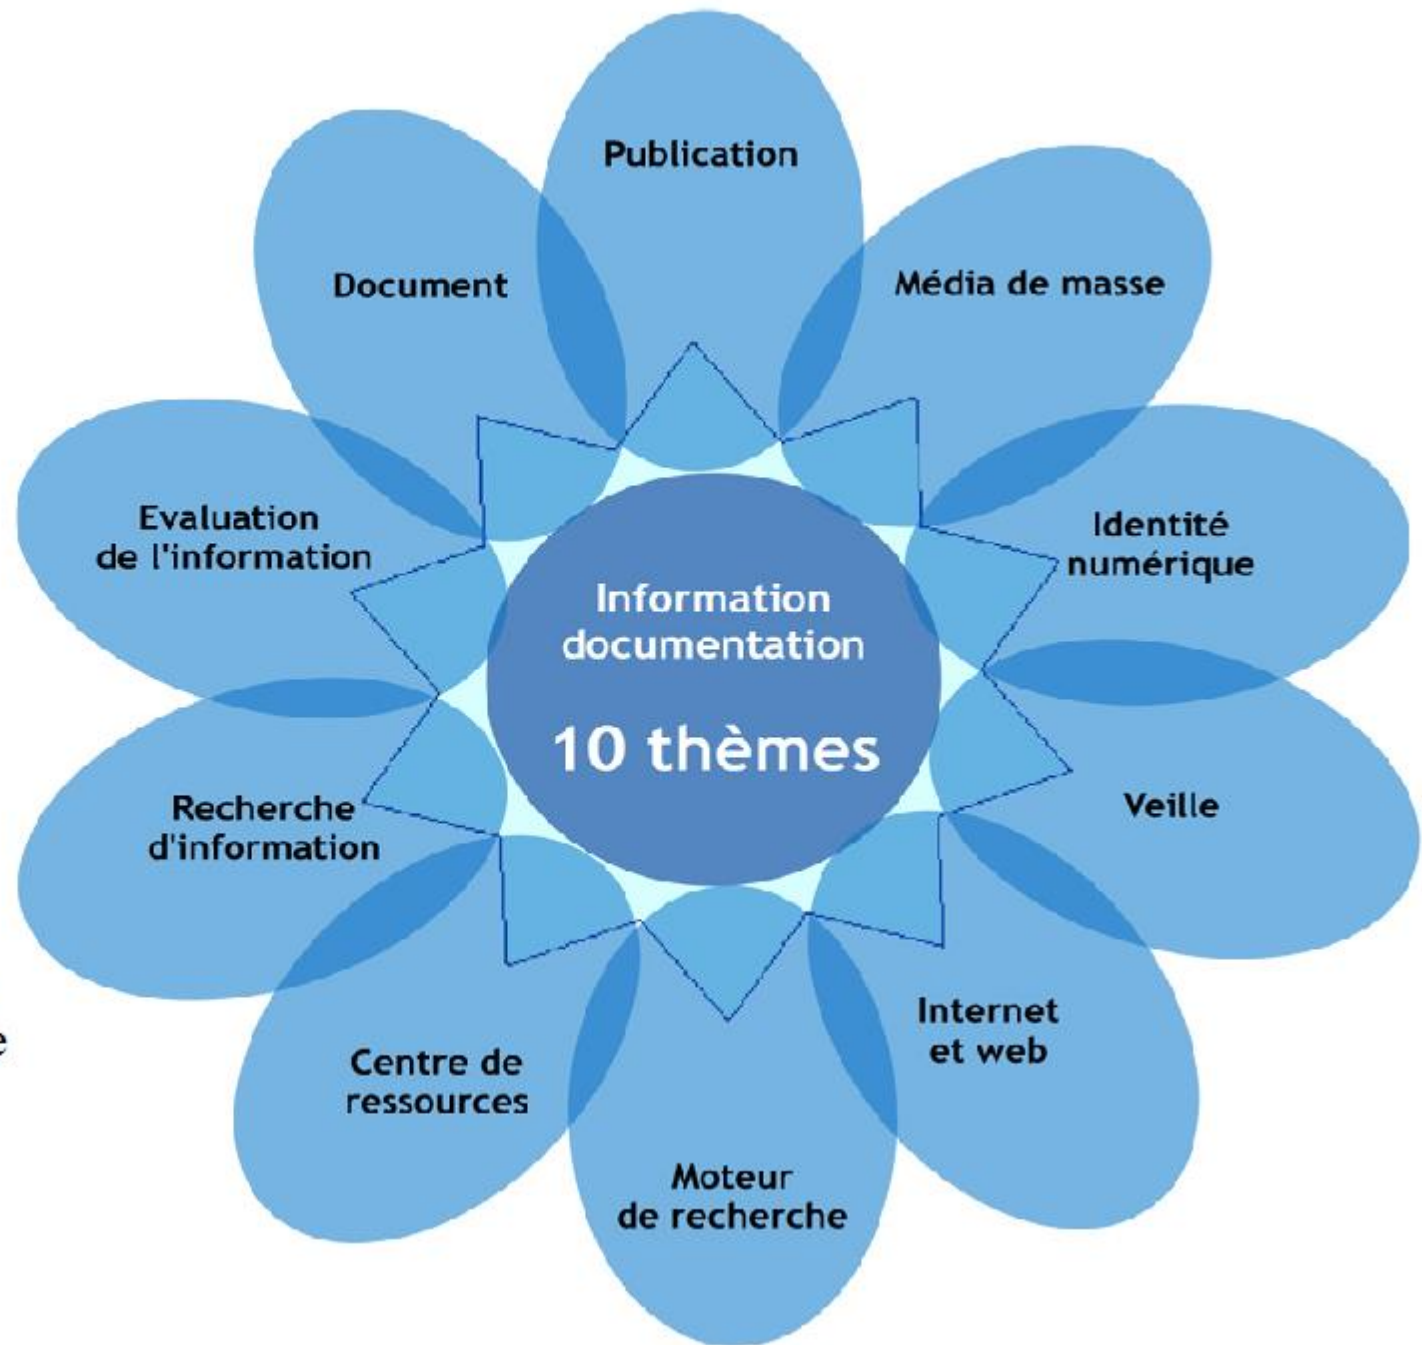 Publication
Document
Média de masse
Evaluation
de l'information
Identité
numérique
Information
documentation
10 thèmes
Recherche
d'information
Veille
Centre de
ressources
Internet
et web
Moteur
de recherche
e